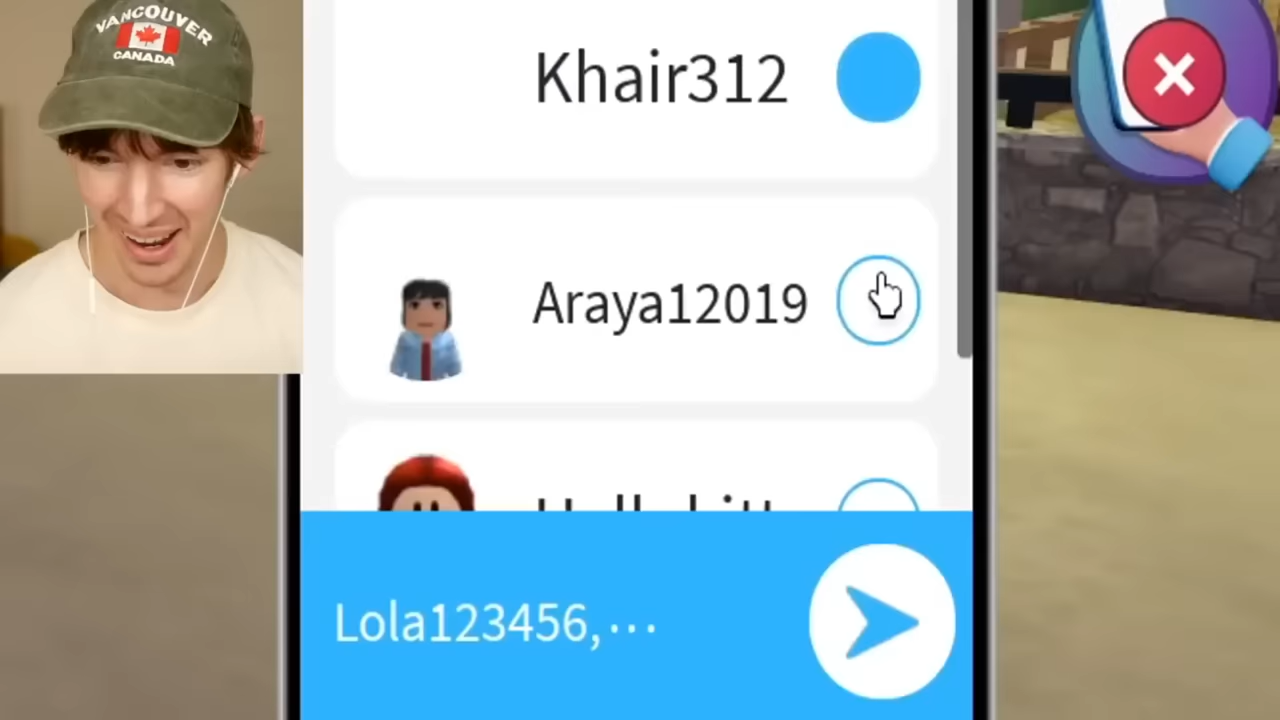 VANCOUVER
CANADA
Khair312
Araya12019
Lola123456,···